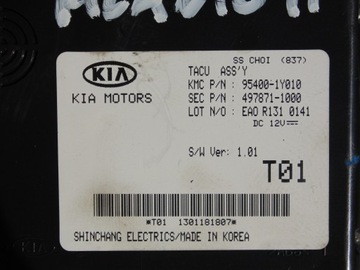 SS CHOI (837)
KIA
TACU ASS'Y
KMC P/N : 95400-1Y010
KIA MOTORS
SEC P/N : 497871-1000
LOT N/O : EAO R131 0141
DC 12V
S/W Ver: 1.01
T01
*T01 1301181807*
SHINCHANG ELECTRICS/MADE IN KOREA